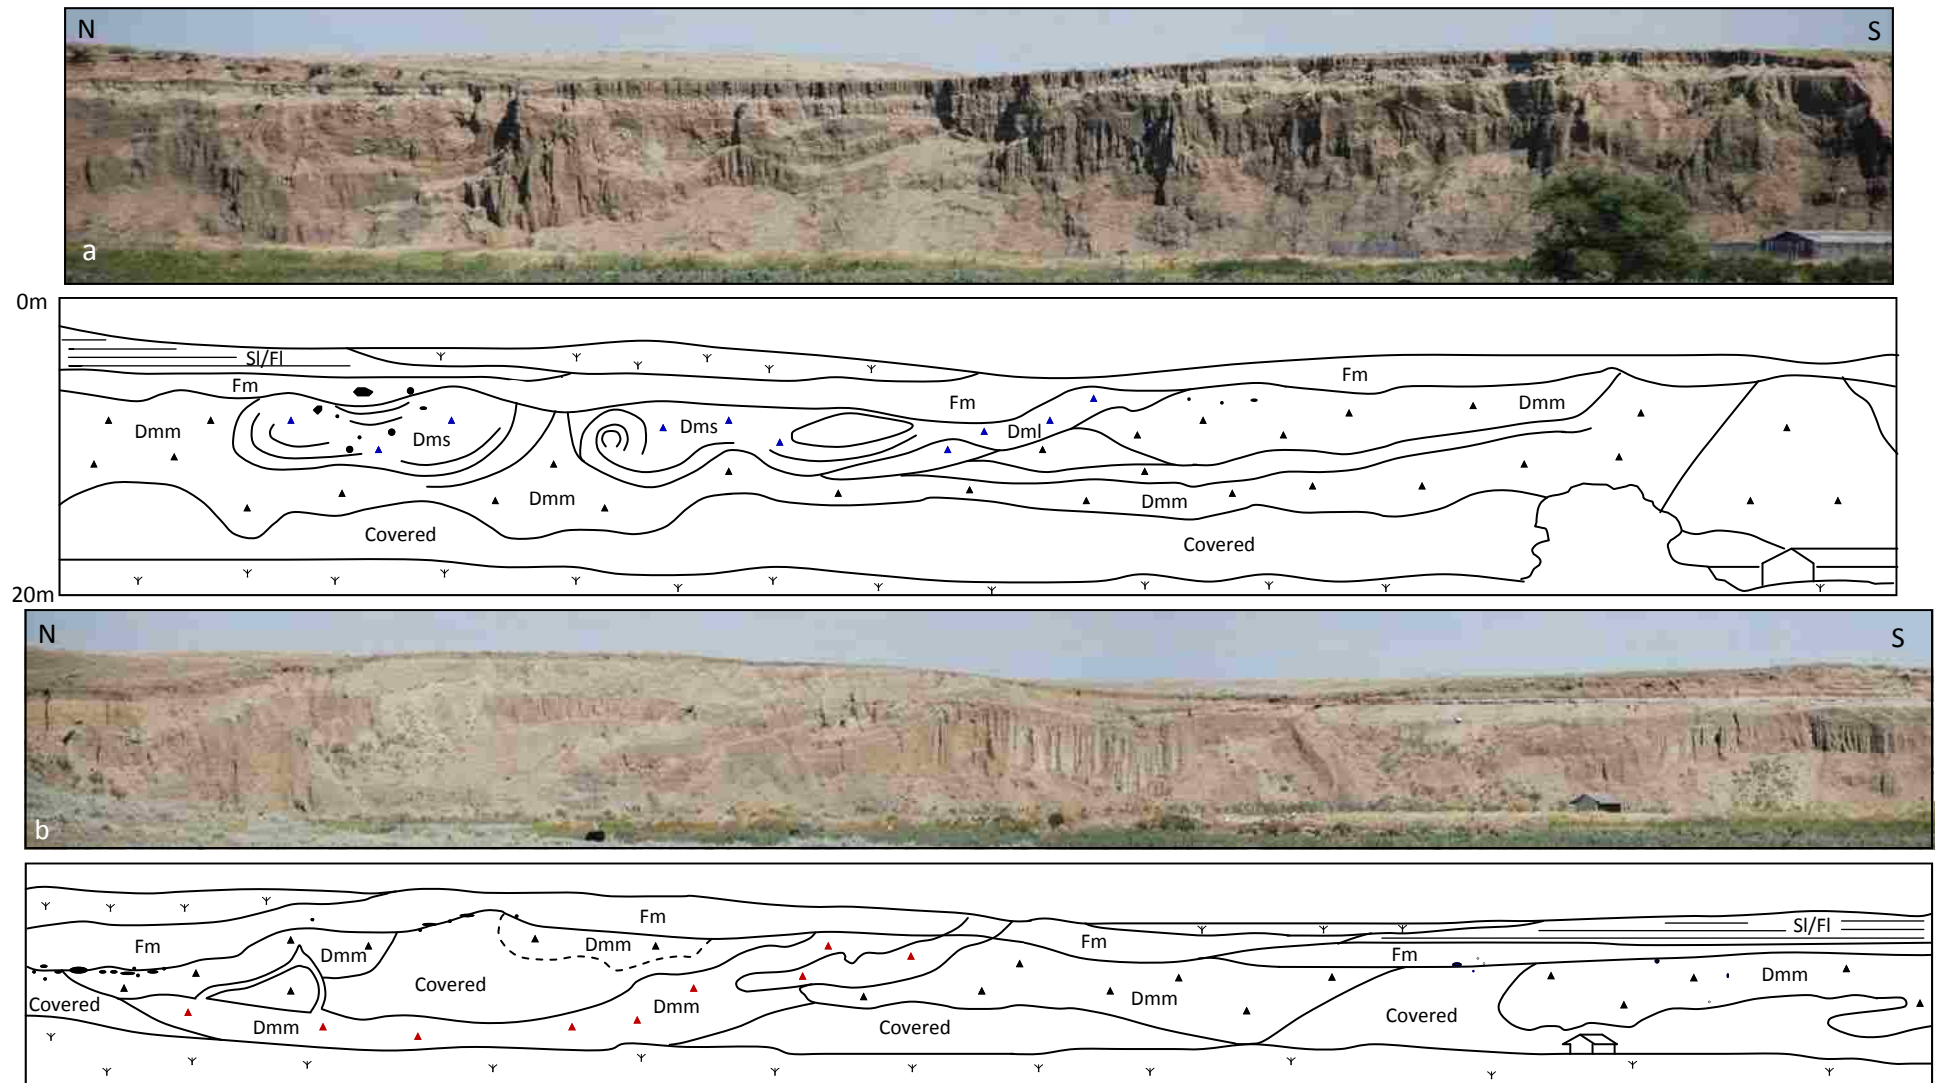 N S
a
0m
Sl/Fl
Fm Fm
Fm
Dmm Dms Dms Dml Dmm
Dmm Dmm
Covered Covered
20m
N S
b
Fm Sl/Fl
Fm Dmm Dmm Fm Fm
Covered Dmm
Covered Dmm Dmm Covered
Dmm Covered